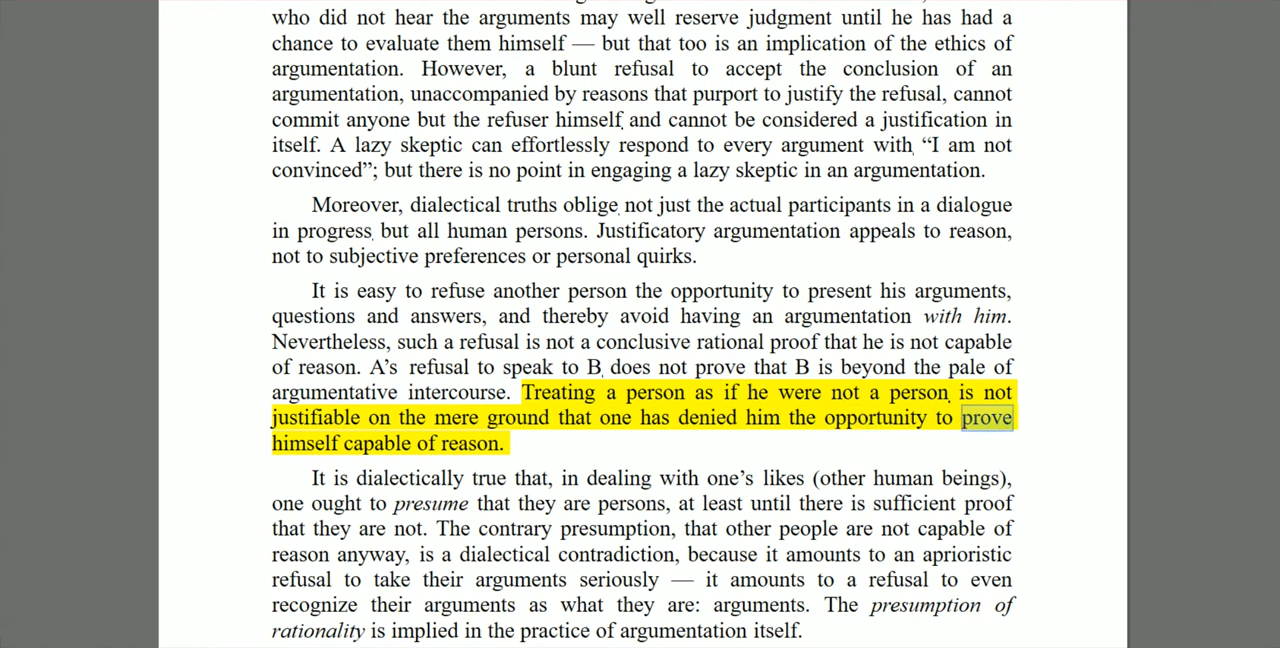 who did not hear the arguments may well reserve judgment until he has had a
chance to evaluate them himself — but that too is an implication of the ethics of
argumentation. However, a blunt refusal to accept the conclusion of an
argumentation, unaccompanied by reasons that purport to justify the refusal, cannot
commit anyone but the refuser himself, and cannot be considered a justification in
itself. A lazy skeptic can effortlessly respond to every argument with, “I am not
convinced”; but there is no point in engaging a lazy skeptic in an argumentation.
Moreover, dialectical truths oblige, not just the actual participants in a dialogue
in progress, but all human persons. Justificatory argumentation appeals to reason,
not to subjective preferences or personal quirks.
It is easy to refuse another person the opportunity to present his arguments,
questions and answers, and thereby avoid having an argumentation with him.
Nevertheless, such a refusal is not a conclusive rational proof that he is not capable
of reason. A’s refusal to speak to B, does not prove that B is beyond the pale of
argumentative intercourse. Treating a person as if he were not a person, is not
justifiable on the mere ground that one has denied him the opportunity to prove
himself capable of reason.
It is dialectically true that, in dealing with one’s likes (other human beings),
one ought to presume that they are persons, at least until there is sufficient proof
that they are not. The contrary presumption, that other people are not capable of
reason anyway, is a dialectical contradiction, because it amounts to an aprioristic
refusal to take their arguments seriously — it amounts to a refusal to even
recognize their arguments as what they are: arguments. The presumption of
rationality is implied in the practice of argumentation itself.